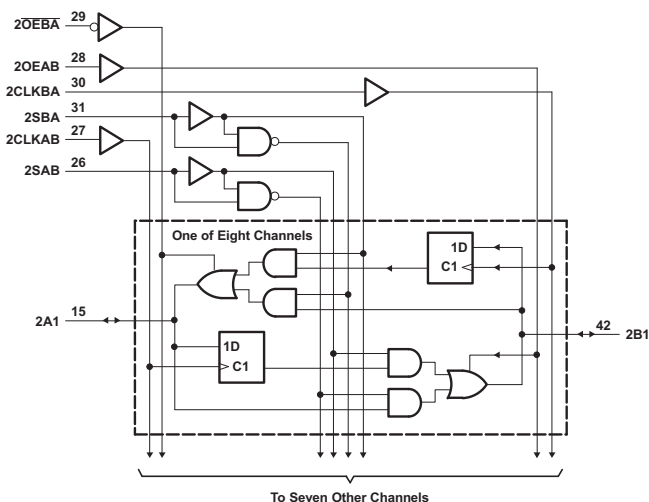 2OEBA 29
2OEAB 28
2CLKBA 30
2SBA 31
2CLKAB 27
2SAB 26
One of Eight Channels
1D
C1
2A1 15
42 2B1
1D
C1
To Seven Other Channels